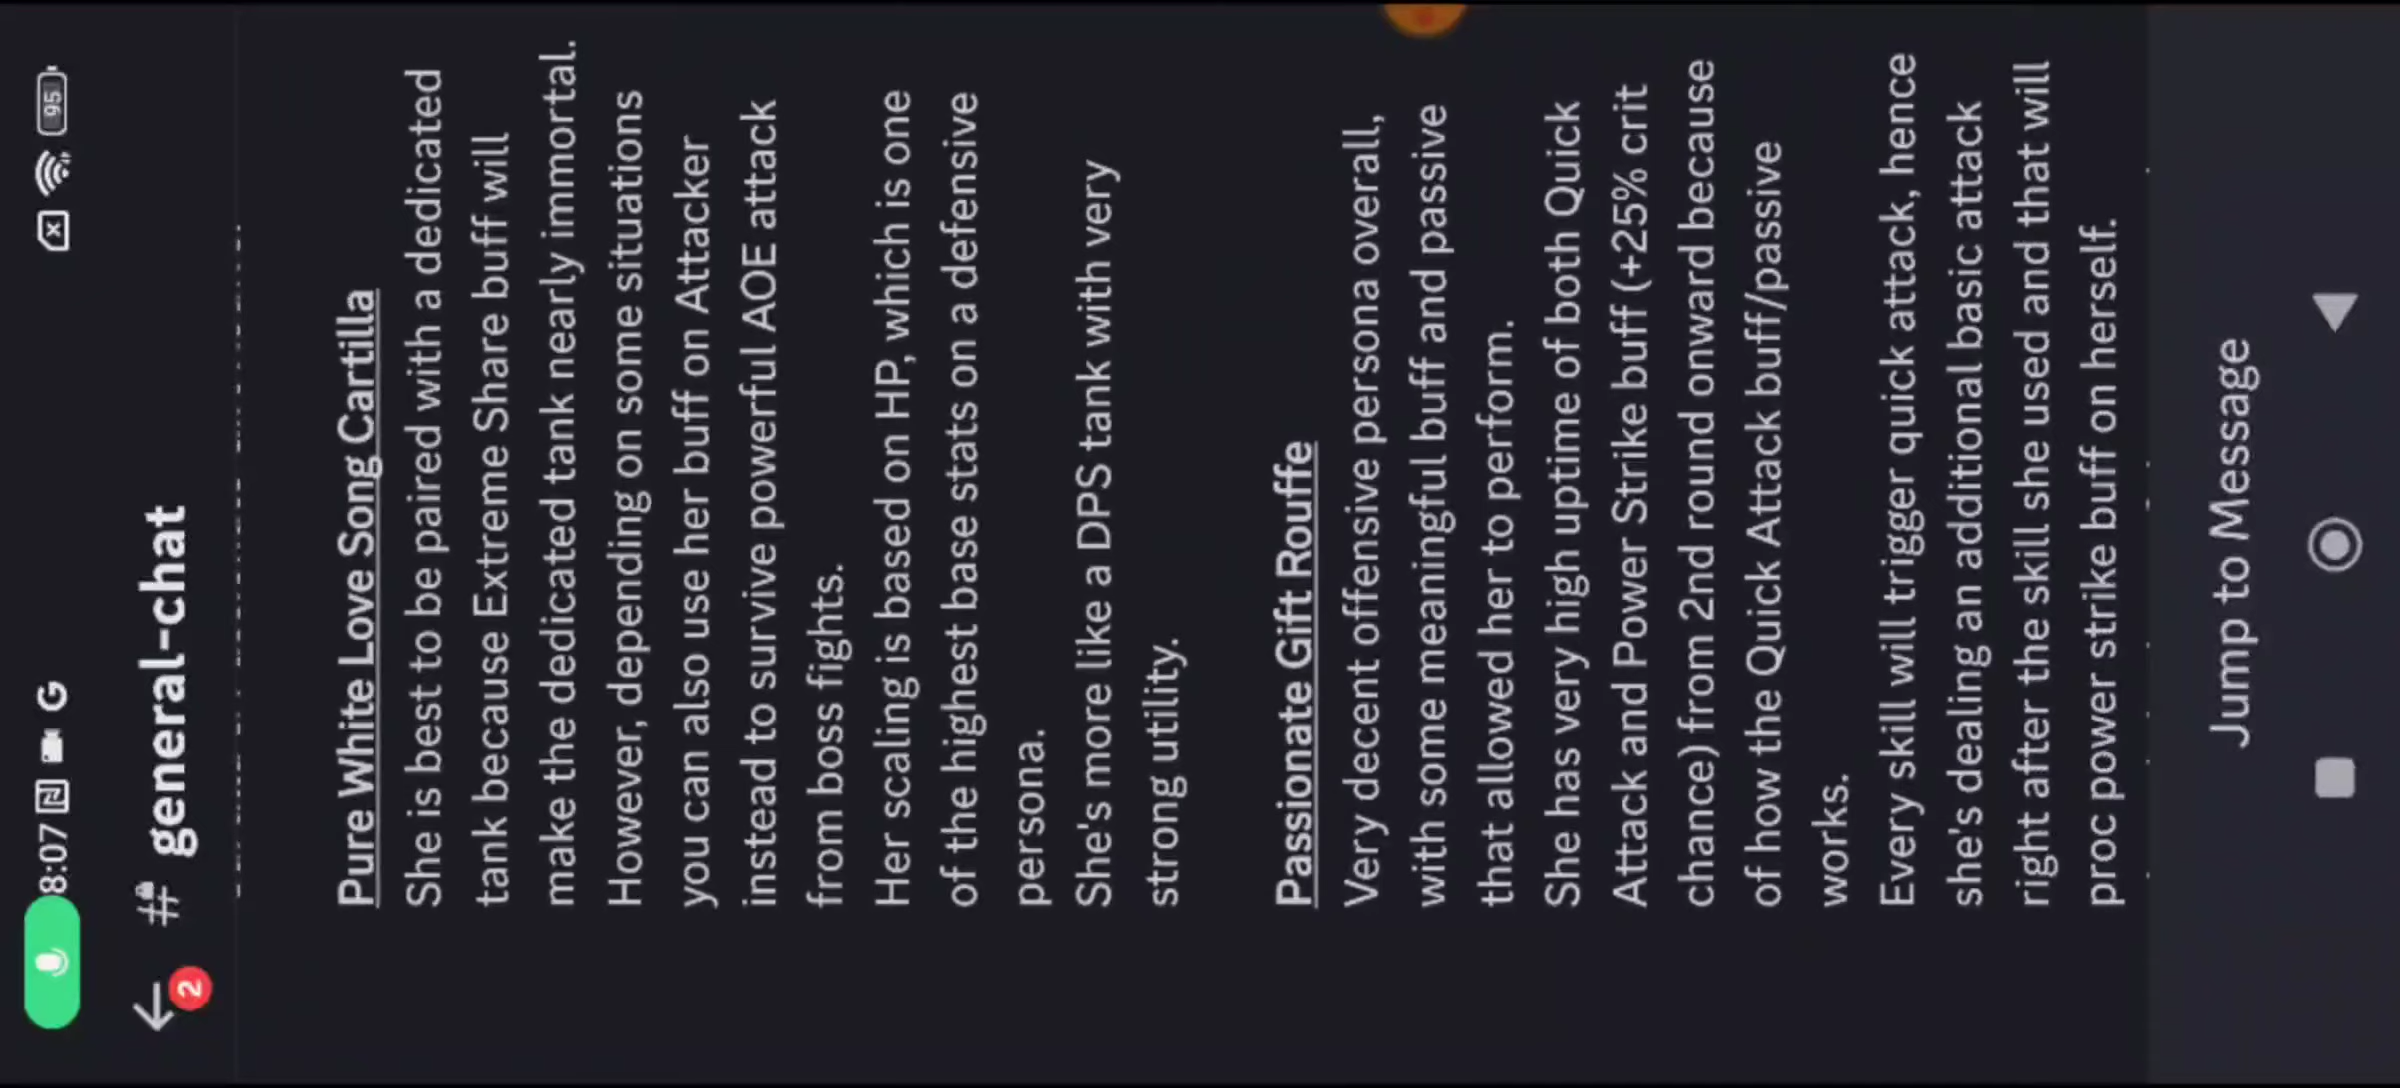 8:07 G 95
2
# general-chat
Pure White Love Song Cartilla
She is best to be paired with a dedicated
tank because Extreme Share buff will
make the dedicated tank nearly immortal.
However, depending on some situations
you can also use her buff on Attacker
instead to survive powerful AOE attack
from boss fights.
Her scaling is based on HP, which is one
of the highest base stats on a defensive
persona.
She's more like a DPS tank with very
strong utility.
Passionate Gift Rouffe
Very decent offensive persona overall,
with some meaningful buff and passive
that allowed her to perform.
She has very high uptime of both Quick
Attack and Power Strike buff (+25% crit
chance) from 2nd round onward because
of how the Quick Attack buff/passive
works.
Every skill will trigger quick attack, hence
she's dealing an additional basic attack
right after the skill she used and that will
proc power strike buff on herself.
Jump to Message